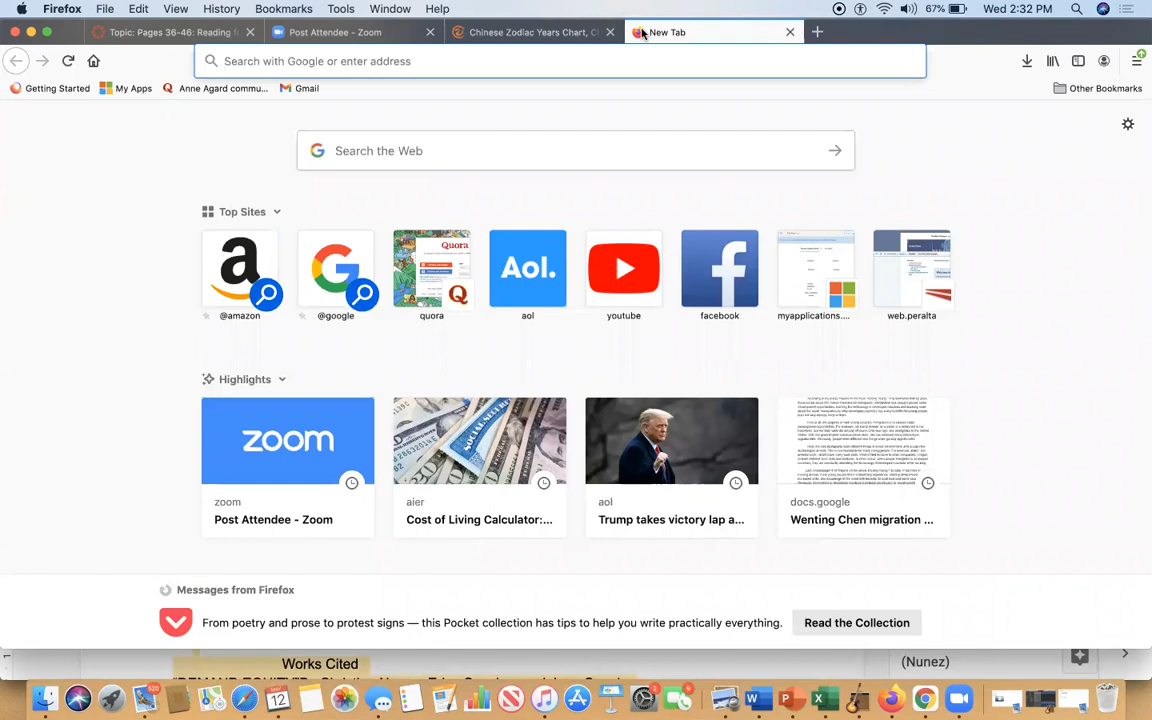 Firefox File Edit View History Bookmarks Tools Window Help 67% Wed 2:32 PM
Topic: Pages 36-46: Reading f
Post Attendee - Zoom
Chinese Zodiac Years Chart, C
New Tab
Search with Google or enter address
Getting Started My Apps Anne Agard commu... Gmail Other Bookmarks
Search the Web
Top Sites
@amazon @google quora aol youtube facebook myapplications.... web.peralta
Quora
Aol.
Highlights
zoom
zoom
Post Attendee - Zoom
aier
Cost of Living Calculator:...
aol
Trump takes victory lap a...
docs.google
Wenting Chen migration ...
Messages from Firefox
From poetry and prose to protest signs — this Pocket collection has tips to help you write practically everything.
Read the Collection
Works Cited
(Nunez)
MAY
12